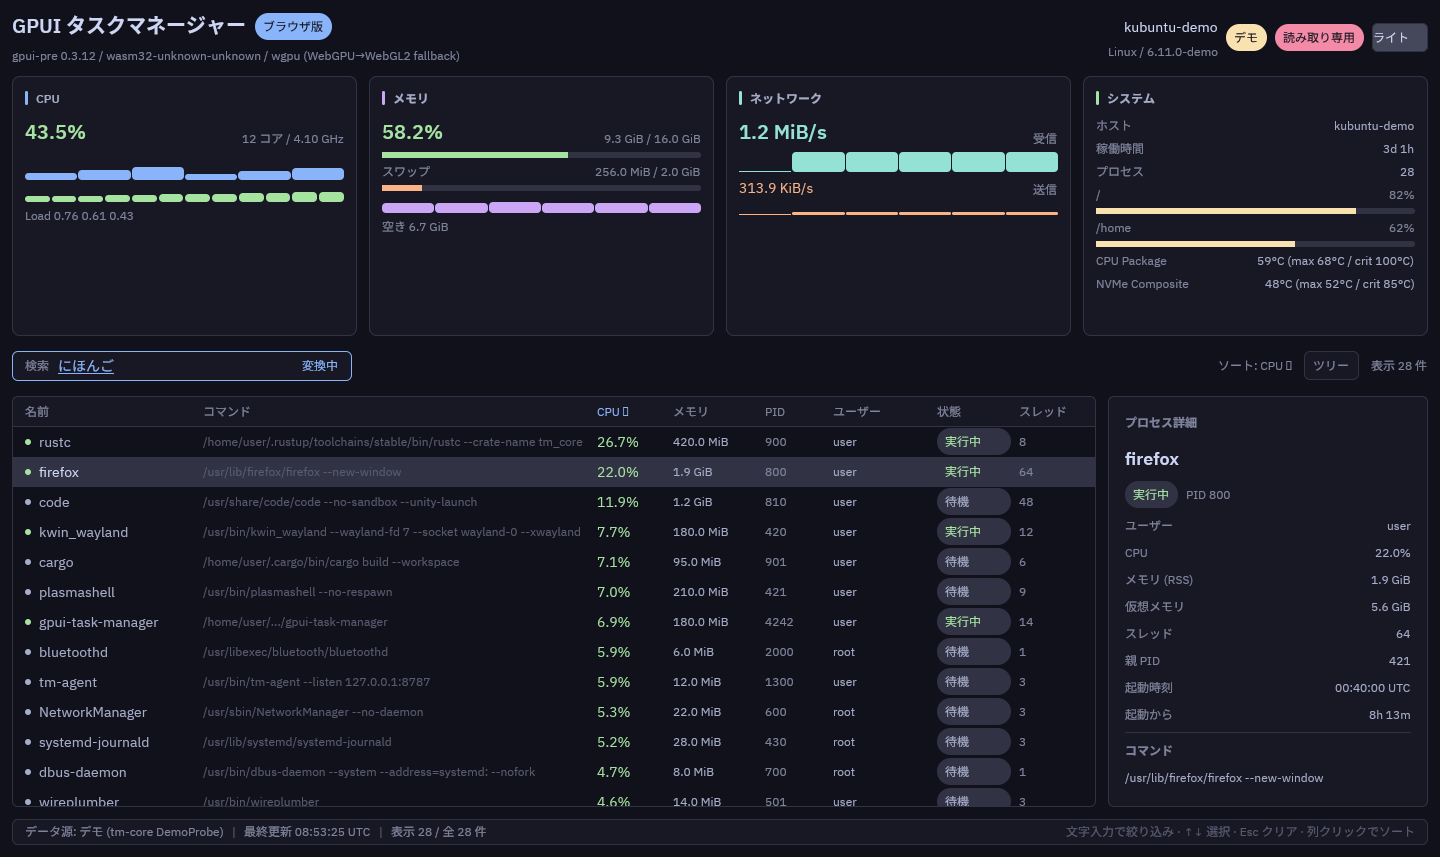 GPUI タスクマネージャー ブラウザ版
gpui-pre 0.3.12 / wasm32-unknown-unknown / wgpu (WebGPU→WebGL2 fallback)
kubuntu-demo
Linux / 6.11.0-demo
デモ 読み取り専用 ライト
CPU
43.5% 12 コア / 4.10 GHz
Load 0.76 0.61 0.43
メモリ
58.2% 9.3 GiB / 16.0 GiB
スワップ 256.0 MiB / 2.0 GiB
空き 6.7 GiB
ネットワーク
1.2 MiB/s 受信
313.9 KiB/s 送信
システム
ホスト kubuntu-demo
稼働時間 3d 1h
プロセス 28
/ 82%
/home 62%
CPU Package 59°C (max 68°C / crit 100°C)
NVMe Composite 48°C (max 52°C / crit 85°C)
検索 にほんご 変換中
ソート: CPU ツリー 表示 28 件
名前 コマンド CPU メモリ PID ユーザー 状態 スレッド
rustc /home/user/.rustup/toolchains/stable/bin/rustc --crate-name tm_core 26.7% 420.0 MiB 900 user 実行中 8
firefox /usr/lib/firefox/firefox --new-window 22.0% 1.9 GiB 800 user 実行中 64
code /usr/share/code/code --no-sandbox --unity-launch 11.9% 1.2 GiB 810 user 待機 48
kwin_wayland /usr/bin/kwin_wayland --wayland-fd 7 --socket wayland-0 --xwayland 7.7% 180.0 MiB 420 user 実行中 12
cargo /home/user/.cargo/bin/cargo build --workspace 7.1% 95.0 MiB 901 user 待機 6
plasmashell /usr/bin/plasmashell --no-respawn 7.0% 210.0 MiB 421 user 待機 9
gpui-task-manager /home/user/…/gpui-task-manager 6.9% 180.0 MiB 4242 user 実行中 14
bluetoothd /usr/libexec/bluetooth/bluetoothd 5.9% 6.0 MiB 2000 root 待機 1
tm-agent /usr/bin/tm-agent --listen 127.0.0.1:8787 5.9% 12.0 MiB 1300 user 待機 3
NetworkManager /usr/sbin/NetworkManager --no-daemon 5.3% 22.0 MiB 600 root 待機 3
systemd-journald /usr/lib/systemd/systemd-journald 5.2% 28.0 MiB 430 root 待機 3
dbus-daemon /usr/bin/dbus-daemon --system --address=systemd: --nofork 4.7% 8.0 MiB 700 root 待機 1
wireplumber /usr/bin/wireplumber 4.6% 14.0 MiB 501 user 待機 3
プロセス詳細
firefox
実行中 PID 800
ユーザー user
CPU 22.0%
メモリ (RSS) 1.9 GiB
仮想メモリ 5.6 GiB
スレッド 64
親 PID 421
起動時刻 00:40:00 UTC
起動から 8h 13m
コマンド
/usr/lib/firefox/firefox --new-window
データ源: デモ (tm-core DemoProbe) | 最終更新 08:53:25 UTC | 表示 28 / 全 28 件
文字入力で絞り込み · ↑↓ 選択 · Esc クリア · 列クリックでソート